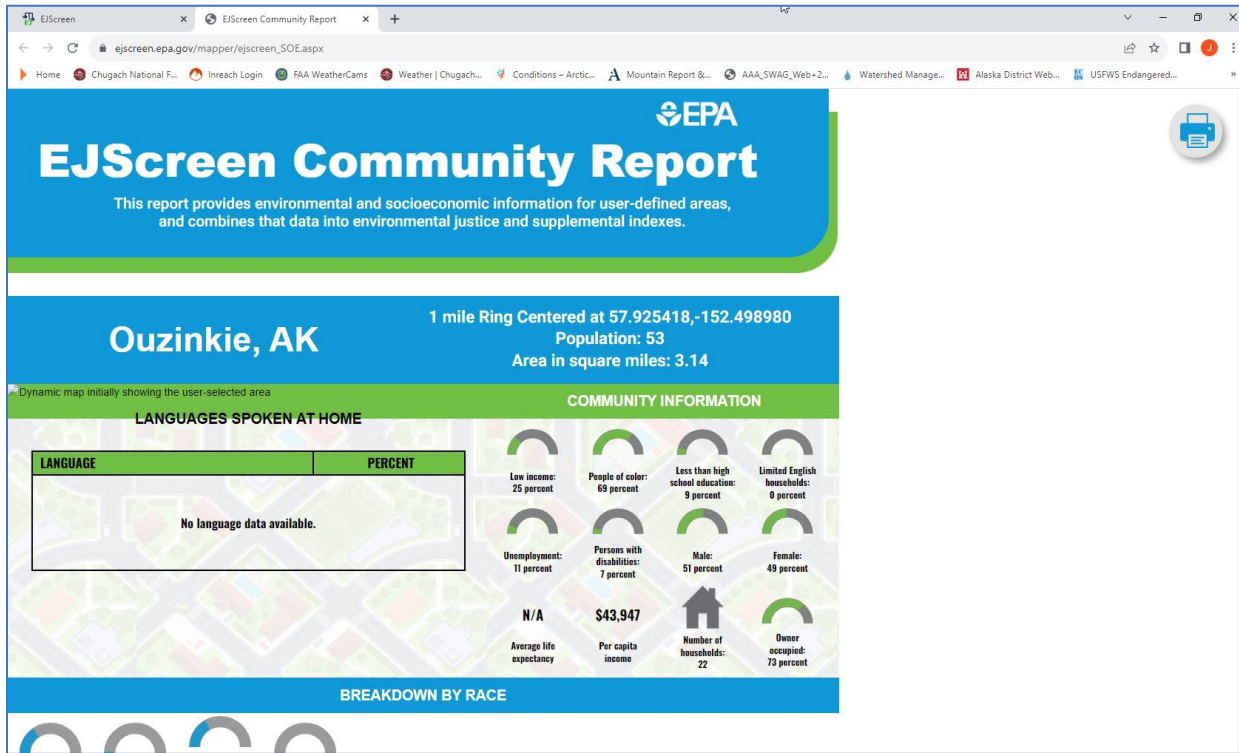 EJScreen
EJScreen Community Report
ejscreen.epa.gov/mapper/ejscreen_SOE.aspx
Home
Chugach National F...
Inreach Login
FAA WeatherCams
Weather | Chugach...
Conditions – Arctic...
Mountain Report &...
AAA_SWAG_Web+2...
Watershed Manage...
Alaska District Web...
USFWS Endangered...
»
J
EPA
EJScreen Community Report
This report provides environmental and socioeconomic information for user-defined areas,
and combines that data into environmental justice and supplemental indexes.
Ouzinkie, AK
1 mile Ring Centered at 57.925418,-152.498980
Population: 53
Area in square miles: 3.14
Dynamic map initially showing the user-selected area
LANGUAGES SPOKEN AT HOME
LANGUAGE PERCENT
No language data available.
COMMUNITY INFORMATION
Low income:
25 percent
People of color:
69 percent
Less than high
school education:
9 percent
Limited English
households:
0 percent
Unemployment:
11 percent
Persons with
disabilities:
7 percent
Male:
51 percent
Female:
49 percent
N/A
Average life
expectancy
$43,947
Per capita
income
Number of
households:
22
Owner
occupied:
73 percent
BREAKDOWN BY RACE